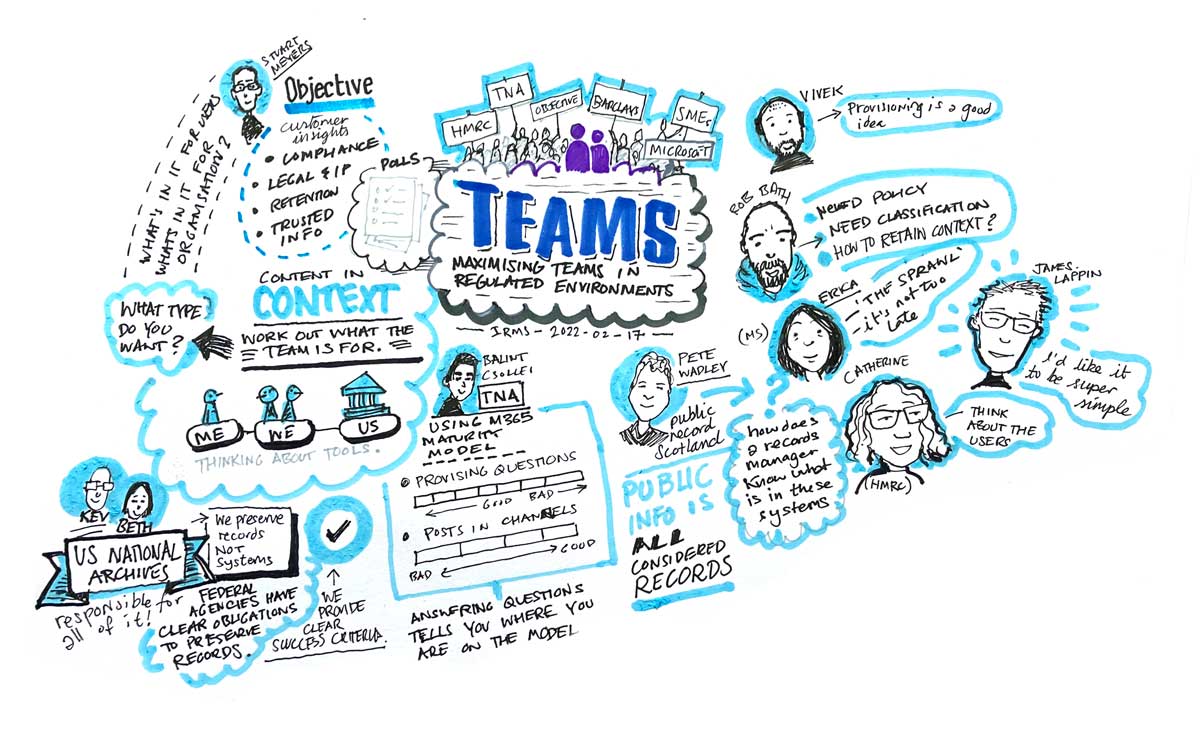 STUART
MEYERS
Objective
customer
insights
• COMPLIANCE
• LEGAL & IP
• RETENTION
• TRUSTED
INFO
WHAT'S IN IT FOR USERS
WHATS IN IT FOR
ORGANISATION?
POLLS
HMRC
TNA
OBJECTIVE
BARCLAYS
SMEs
MICROSOFT
TEAMS
MAXIMISING TEAMS IN
REGULATED ENVIRONMENTS
IRMS - 2022-02-17
CONTENT IN
CONTEXT
WORK OUT WHAT THE
TEAM IS FOR.
WHAT TYPE
DO YOU
WANT?
ME
WE
US
THINKING ABOUT TOOLS.
KEV
BETH
US NATIONAL
ARCHIVES
responsible for
all of it!
We preserve
records
NOT
systems
FEDERAL
AGENCIES HAVE
CLEAR OBLIGATIONS
TO PRESERVE
RECORDS.
WE
PROVIDE
CLEAR
SUCCESS CRITERIA.
BALINT
CSOLLEI
TNA
USING M365
MATURITY
MODEL
PROVISING QUESTIONS
GOOD BAD
POSTS IN CHANNELS
GOOD
BAD
ANSWERING QUESTIONS
TELLS YOU WHERE YOU
ARE ON THE MODEL
PETE
WADLEY
public
record
Scotland
PUBLIC
INFO IS
ALL
CONSIDERED
RECORDS
?
how does
a records
manager
know what
is in these
systems
VIVEK
Provisioning is a good
idea
ROB BATH
• NEED POLICY
• NEED CLASSIFICATION
• HOW TO RETAIN CONTEXT?
ERICA
(MS)
'THE SPRAWL'
it's not too
late
JAMES
LAPPIN
I'd like it
to be super
simple
CATHERINE
(HMRC)
THINK
ABOUT THE
USERS